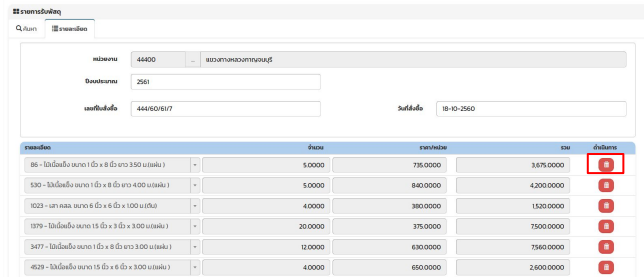 รายการรับพัสดุ
ค้นหา รายละเอียด
หน่วยงาน 44400 ... แขวงทางหลวงกาญจนบุรี
ปีงบประมาณ 2561
เลขที่ใบสั่งซื้อ 444/60/61/7 วันที่สั่งซื้อ 18-10-2560
รายละเอียด จำนวน ราคา/หน่วย รวม ดำเนินการ
86 - ไม้เนื้อแข็ง ขนาด 1 นิ้ว x 8 นิ้ว ยาว 3.50 ม.(แผ่น ) 5.0000 735.0000 3,675.0000
530 - ไม้เนื้อแข็ง ขนาด 1 นิ้ว x 8 นิ้ว ยาว 4.00 ม.(แผ่น ) 5.0000 840.0000 4,200.0000
1023 - เสา คสล. ขนาด 6 นิ้ว x 6 นิ้ว x 1.00 ม.(ต้น) 4.0000 380.0000 1,520.0000
1379 - ไม้เนื้อแข็ง ขนาด 1.5 นิ้ว x 3 นิ้ว x 3.00 ม.(แผ่น ) 20.0000 375.0000 7,500.0000
3477 - ไม้เนื้อแข็ง ขนาด 1 นิ้ว x 8 นิ้ว ยาว 3.00 ม.(แผ่น ) 12.0000 630.0000 7,560.0000
4529 - ไม้เนื้อแข็ง ขนาด 1.5 นิ้ว x 6 นิ้ว x 3.00 ม.(แผ่น ) 4.0000 650.0000 2,600.0000